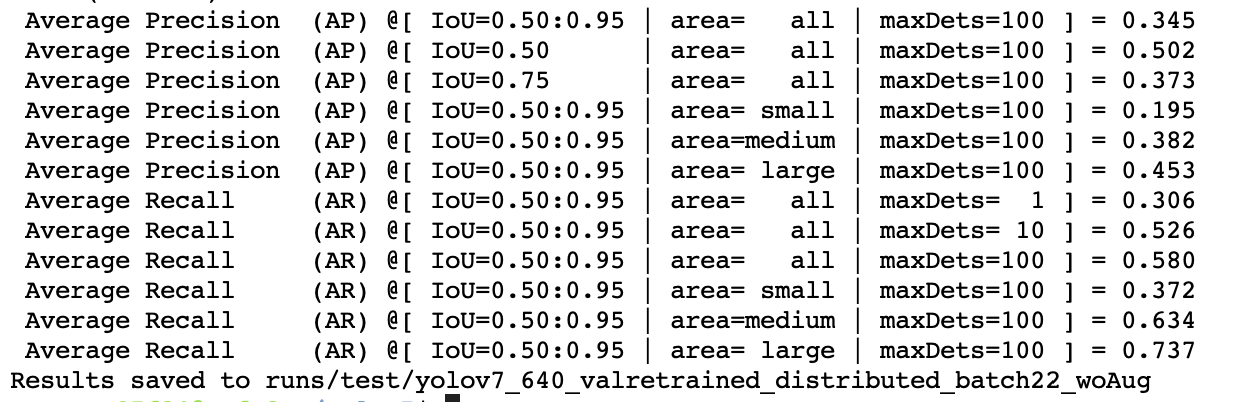 Average Precision  (AP) @[ IoU=0.50:0.95 | area=   all | maxDets=100 ] = 0.345
Average Precision  (AP) @[ IoU=0.50      | area=   all | maxDets=100 ] = 0.502
Average Precision  (AP) @[ IoU=0.75      | area=   all | maxDets=100 ] = 0.373
Average Precision  (AP) @[ IoU=0.50:0.95 | area= small | maxDets=100 ] = 0.195
Average Precision  (AP) @[ IoU=0.50:0.95 | area=medium | maxDets=100 ] = 0.382
Average Precision  (AP) @[ IoU=0.50:0.95 | area= large | maxDets=100 ] = 0.453
Average Recall     (AR) @[ IoU=0.50:0.95 | area=   all | maxDets=  1 ] = 0.306
Average Recall     (AR) @[ IoU=0.50:0.95 | area=   all | maxDets= 10 ] = 0.526
Average Recall     (AR) @[ IoU=0.50:0.95 | area=   all | maxDets=100 ] = 0.580
Average Recall     (AR) @[ IoU=0.50:0.95 | area= small | maxDets=100 ] = 0.372
Average Recall     (AR) @[ IoU=0.50:0.95 | area=medium | maxDets=100 ] = 0.634
Average Recall     (AR) @[ IoU=0.50:0.95 | area= large | maxDets=100 ] = 0.737
Results saved to runs/test/yolov7_640_valretrained_distributed_batch22_woAug